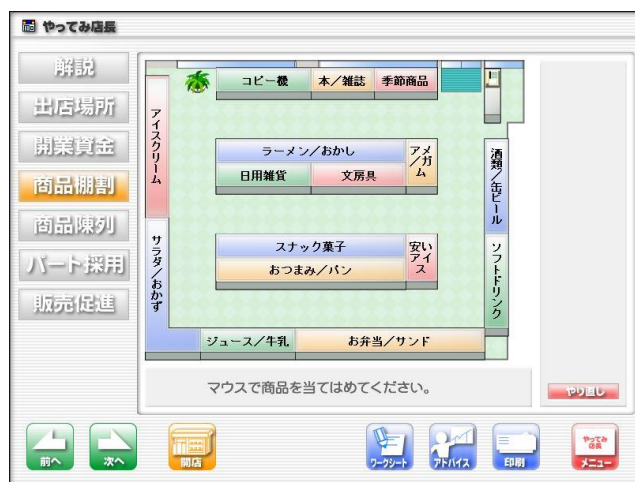 やってみ店長
解説
出店場所
開業資金
商品棚割
商品陳列
パート採用
販売促進
コピー機
本／雑誌
季節商品
アイスクリーム
ラーメン／おかし
アメ／ガム
日用雑貨
文房具
酒類／缶ビール
サラダ／おかず
スナック菓子
安いアイス
おつまみ／パン
ソフトドリンク
ジュース／牛乳
お弁当／サンド
マウスで商品を当てはめてください。
やり直し
前へ
次へ
開店
ワークシート
アドバイス
印刷
やってみ店長
メニュー